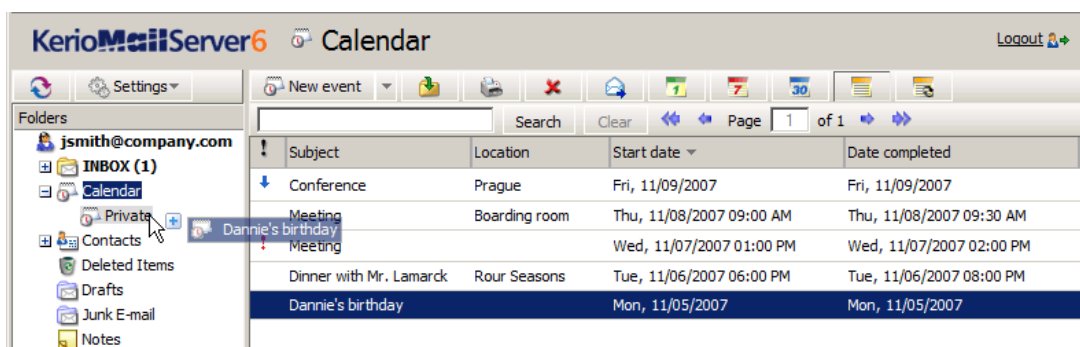 KerioMailServer6 Calendar Logout
Settings New event 1 7 30
Folders Search Clear Page 1 of 1
jsmith@company.com ! Subject Location Start date Date completed
INBOX (1)
Calendar Conference Prague Fri, 11/09/2007 Fri, 11/09/2007
Private Meeting Boarding room Thu, 11/08/2007 09:00 AM Thu, 11/08/2007 09:30 AM
Dannie's birthday
Contacts ! Meeting Wed, 11/07/2007 01:00 PM Wed, 11/07/2007 02:00 PM
Deleted Items Dinner with Mr. Lamarck Rour Seasons Tue, 11/06/2007 06:00 PM Tue, 11/06/2007 08:00 PM
Drafts Dannie's birthday Mon, 11/05/2007 Mon, 11/05/2007
Junk E-mail
Notes